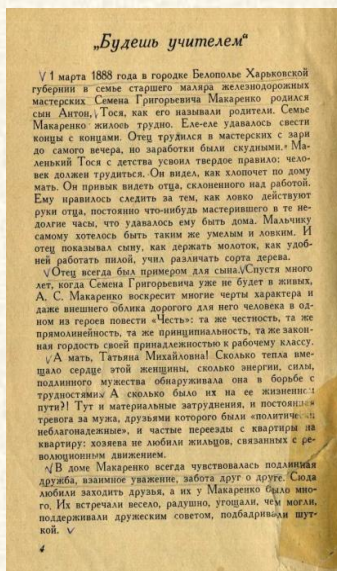 „Будешь учителем“
1 марта 1888 года в городке Белополье Харьковской
губернии в семье старшего маляра железнодорожных
мастерских Семена Григорьевича Макаренко родился
сын Антон, Тося, как его называли родители. Семье
Макаренко жилось трудно. Еле-еле удавалось свести
концы с концами. Отец трудился в мастерских с зари
до самого вечера, но заработки были скудными. Ма-
ленький Тося с детства усвоил твердое правило: чело-
век должен трудиться. Он видел, как хлопочет по дому
мать. Он привык видеть отца, склоненного над работой.
Ему нравилось следить за тем, как ловко действуют
руки отца, постоянно что-нибудь мастерившего в те не-
долгие часы, что удавалось ему быть дома. Мальчику
самому хотелось быть таким же умелым и ловким. И
отец показывал сыну, как держать молоток, как удоб-
ней работать пилой, учил различать сорта дерева.
Отец всегда был примером для сына. Спустя много
лет, когда Семена Григорьевича уже не будет в живых,
А. С. Макаренко воскресит многие черты характера и
даже внешнего облика дорогого для него человека в од-
ном из героев повести «Честь»: та же честность, та же
прямолинейность, та же принципиальность, та же закон-
ная гордость своей принадлежностью к рабочему классу.
А мать, Татьяна Михайловна! Сколько тепла вме-
щало сердце этой женщины, сколько энергии, силы,
подлинного мужества обнаруживала она в борьбе с
трудностями. А сколько было их на ее жизненном
пути?! Тут и материальные затруднения, и постоянная
тревога за мужа, друзьями которого были «политически
неблагонадежные», и частые переезды с квартиры на
квартиру: хозяева не любили жильцов, связанных с ре-
волюционным движением.
В доме Макаренко всегда чувствовалась подлинная
дружба, взаимное уважение, забота друг о друге. Сюда
любили заходить друзья, а их у Макаренко было мно-
го. Их встречали весело, радушно, угощали, чем могли,
поддерживали дружеским советом, подбадривали шут-
кой.
4